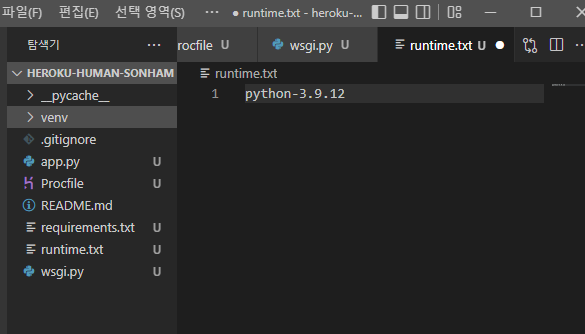 파일(F) 편집(E) 선택 영역(S) ··· ● runtime.txt - heroku-...
탐색기 ···
rocfile U wsgi.py U runtime.txt U ●
HEROKU-HUMAN-SONHAM
runtime.txt
__pycache__
1 python-3.9.12
venv
.gitignore
app.py U
Procfile U
README.md
requirements.txt U
runtime.txt U
wsgi.py U